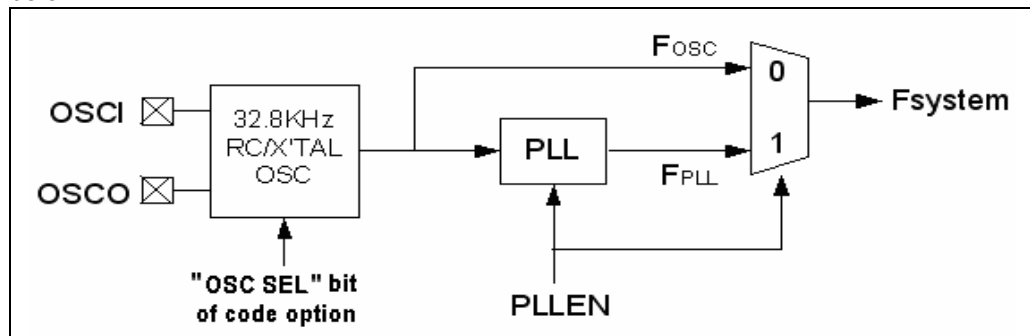 FOSC
0
OSCI
32.8KHz
RC/X'TAL
OSC
Fsystem
PLL
1
OSCO
FPLL
"OSC SEL" bit
of code option
PLLEN